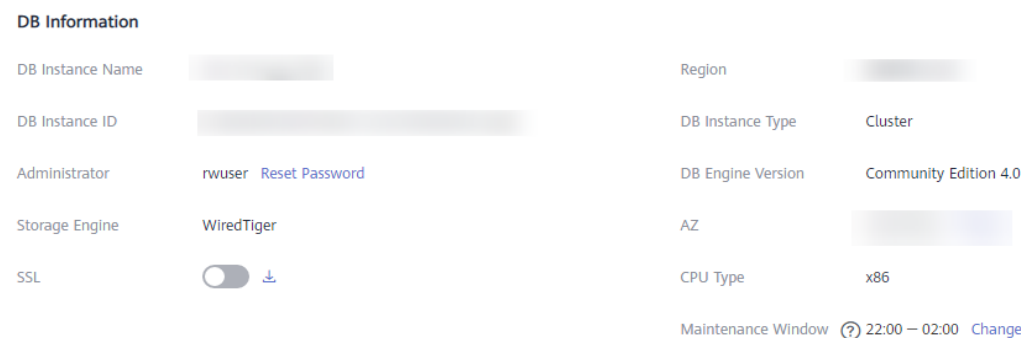 DB Information
DB Instance Name
Region
DB Instance ID
DB Instance Type Cluster
Administrator rwuser Reset Password
DB Engine Version Community Edition 4.0
Storage Engine WiredTiger
AZ
SSL
CPU Type x86
Maintenance Window ? 22:00 — 02:00 Change